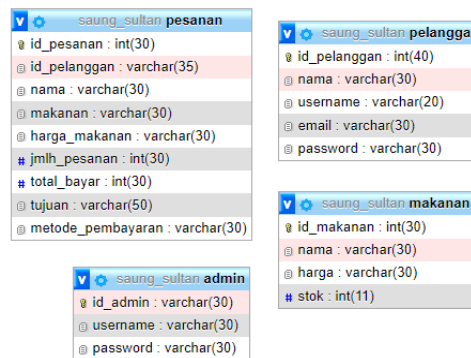 saung_sultan pesanan
id_pesanan : int(30)
id_pelanggan : varchar(35)
nama : varchar(30)
makanan : varchar(30)
harga_makanan : varchar(30)
# jmlh_pesanan : int(30)
# total_bayar : int(30)
tujuan : varchar(50)
metode_pembayaran : varchar(30)
saung_sultan admin
id_admin : varchar(30)
username : varchar(30)
password : varchar(30)
saung_sultan pelangga
id_pelanggan : int(40)
nama : varchar(30)
username : varchar(20)
email : varchar(30)
password : varchar(30)
saung_sultan makanan
id_makanan : int(30)
nama : varchar(30)
harga : varchar(30)
# stok : int(11)